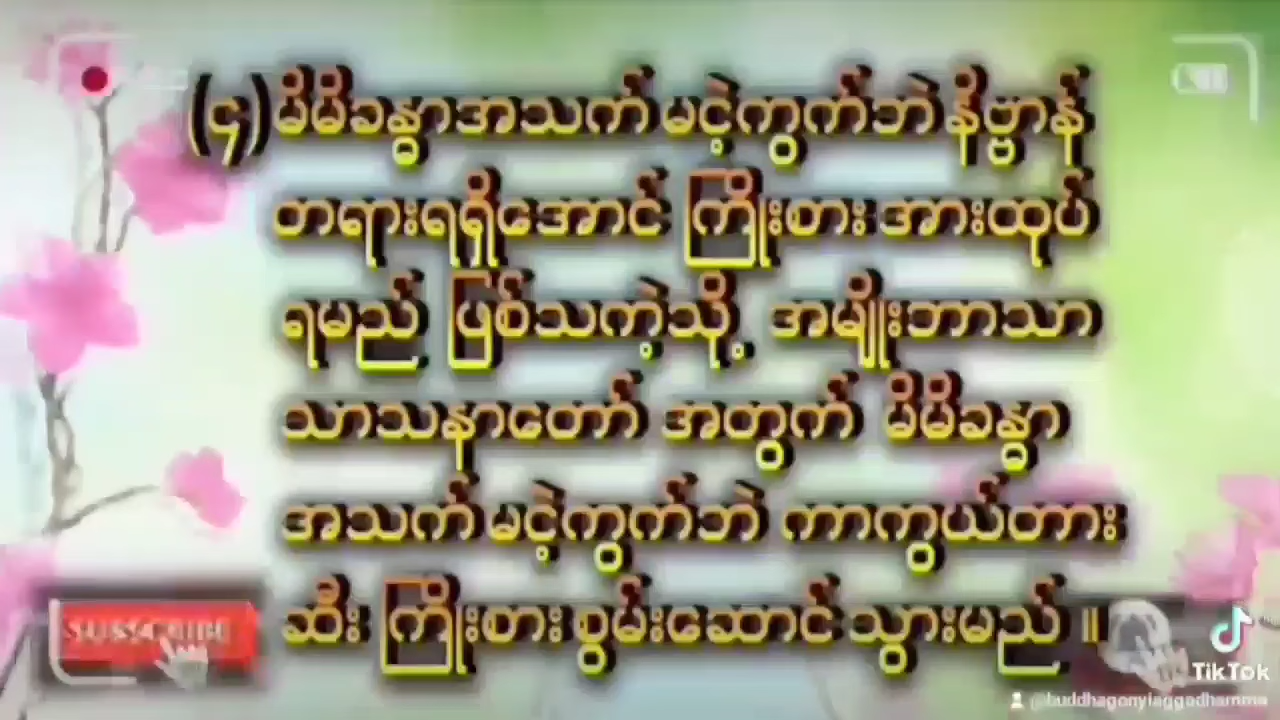 (၄) မိမိခန္ဓာအသက် မငဲ့ကွက်ဘဲ နိဗ္ဗာန်
တရားရရှိအောင် ကြိုးစား အားထုပ်
ရမည် ဖြစ်သကဲ့သို့ အမျိုးဘာသာ
သာသနာတော် အတွက် မိမိခန္ဓာ
အသက် မငဲ့ကွက်ဘဲ ကာကွယ်တား
ဆီး ကြိုးစား စွမ်းဆောင် သွားမည် ။
SUBSCRIBE
TikTok
@buddhagonyiaggadhamma